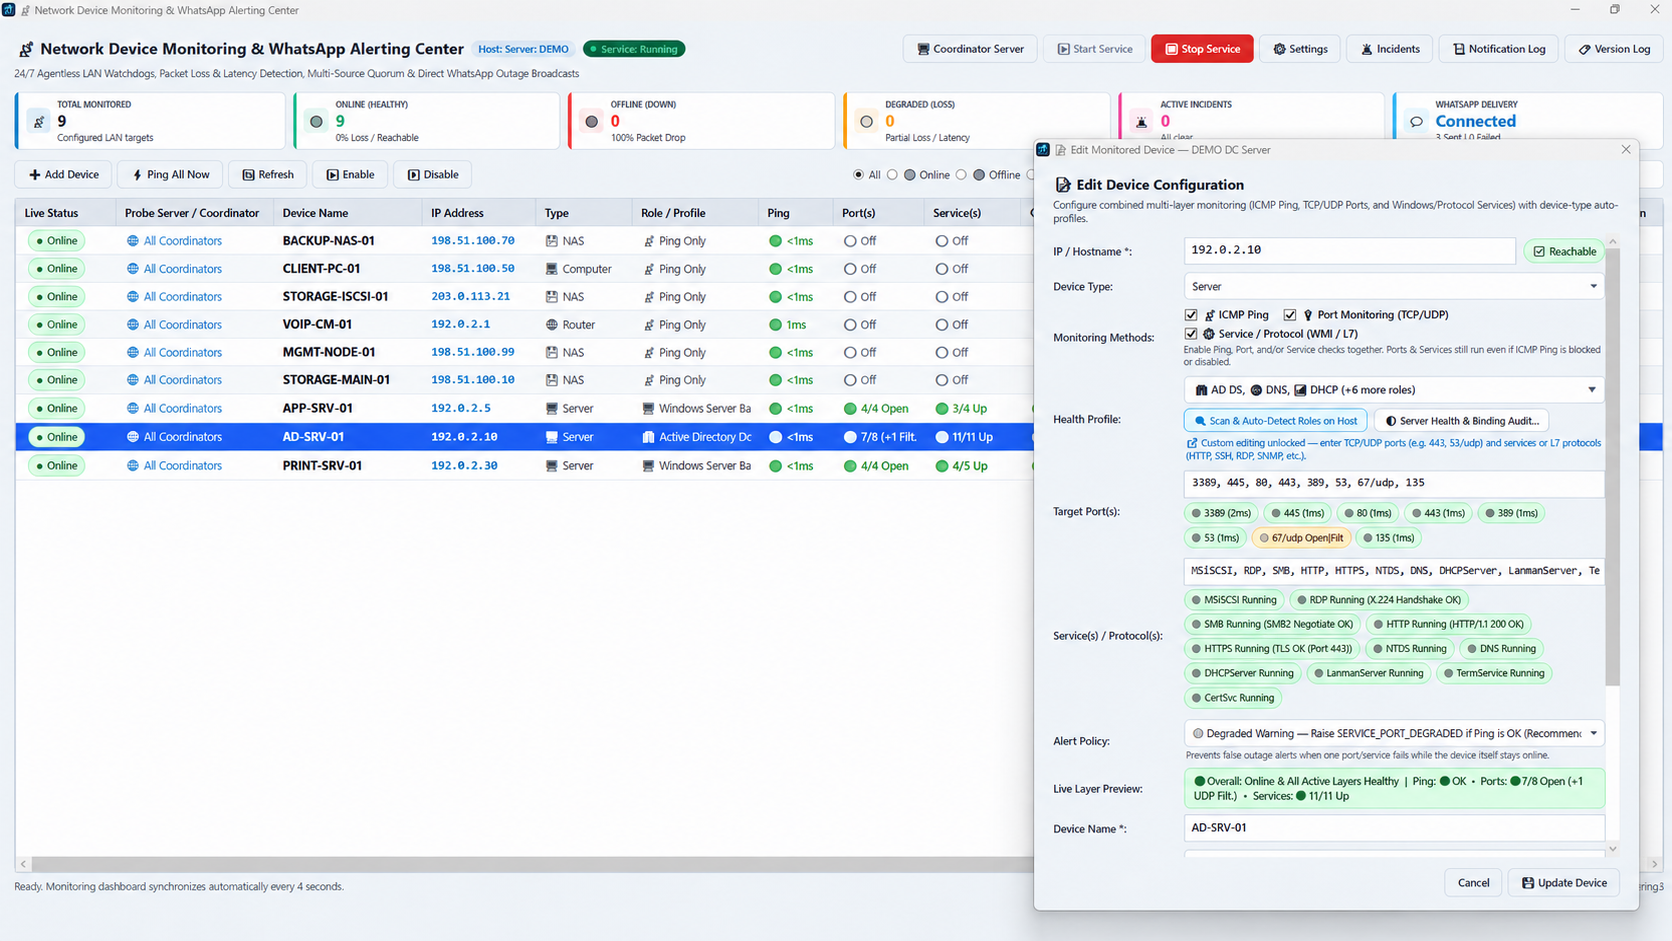 Network Device Monitoring & WhatsApp Alerting Center
Network Device Monitoring & WhatsApp Alerting Center
Host: Server: DEMO
Service: Running
Coordinator Server
Start Service
Stop Service
Settings
Incidents
Notification Log
Version Log
24/7 Agentless LAN Watchdogs, Packet Loss & Latency Detection, Multi-Source Quorum & Direct WhatsApp Outage Broadcasts
TOTAL MONITORED
9
Configured LAN targets
ONLINE (HEALTHY)
9
0% Loss / Reachable
OFFLINE (DOWN)
0
100% Packet Drop
DEGRADED (LOSS)
0
Partial Loss / Latency
ACTIVE INCIDENTS
0
All clear
WHATSAPP DELIVERY
Connected
Add Device
Ping All Now
Refresh
Enable
Disable
All
Online
Offline
Live Status Probe Server / Coordinator Device Name IP Address Type Role / Profile Ping Port(s) Service(s)
Online All Coordinators BACKUP-NAS-01 198.51.100.70 NAS Ping Only <1ms Off Off
Online All Coordinators CLIENT-PC-01 198.51.100.50 Computer Ping Only <1ms Off Off
Online All Coordinators STORAGE-ISCSI-01 203.0.113.21 NAS Ping Only <1ms Off Off
Online All Coordinators VOIP-CM-01 192.0.2.1 Router Ping Only 1ms Off Off
Online All Coordinators MGMT-NODE-01 198.51.100.99 NAS Ping Only <1ms Off Off
Online All Coordinators STORAGE-MAIN-01 198.51.100.10 NAS Ping Only <1ms Off Off
Online All Coordinators APP-SRV-01 192.0.2.5 Server Windows Server Ba <1ms 4/4 Open 3/4 Up
Online All Coordinators AD-SRV-01 192.0.2.10 Server Active Directory Dc <1ms 7/8 (+1 Filt. 11/11 Up
Online All Coordinators PRINT-SRV-01 192.0.2.30 Server Windows Server Ba <1ms 4/4 Open 4/5 Up
Ready. Monitoring dashboard synchronizes automatically every 4 seconds.
Edit Monitored Device — DEMO DC Server
Edit Device Configuration
Configure combined multi-layer monitoring (ICMP Ping, TCP/UDP Ports, and Windows/Protocol Services) with device-type auto-
profiles.
IP / Hostname *:
192.0.2.10
Reachable
Device Type:
Server
Monitoring Methods:
ICMP Ping
Port Monitoring (TCP/UDP)
Service / Protocol (WMI / L7)
Enable Ping, Port, and/or Service checks together. Ports & Services still run even if ICMP Ping is blocked
or disabled.
Health Profile:
AD DS, DNS, DHCP (+6 more roles)
Scan & Auto-Detect Roles on Host
Server Health & Binding Audit...
Custom editing unlocked — enter TCP/UDP ports (e.g. 443, 53/udp) and services or L7 protocols
(HTTP, SSH, RDP, SNMP, etc.).
Target Port(s):
3389, 445, 80, 443, 389, 53, 67/udp, 135
3389 (2ms)
445 (1ms)
80 (1ms)
443 (1ms)
389 (1ms)
53 (1ms)
67/udp Open|Filt
135 (1ms)
Service(s) / Protocol(s):
MSiSCSI, RDP, SMB, HTTP, HTTPS, NTDS, DNS, DHCPServer, LanmanServer, Te
MSiSCSI Running
RDP Running (X.224 Handshake OK)
SMB Running (SMB2 Negotiate OK)
HTTP Running (HTTP/1.1 200 OK)
HTTPS Running (TLS OK (Port 443))
NTDS Running
DNS Running
DHCPServer Running
LanmanServer Running
TermService Running
CertSvc Running
Alert Policy:
Degraded Warning — Raise SERVICE_PORT_DEGRADED if Ping is OK (Recommenc
Prevents false outage alerts when one port/service fails while the device itself stays online.
Live Layer Preview:
Overall: Online & All Active Layers Healthy | Ping: OK • Ports: 7/8 Open (+1
UDP Filt.) • Services: 11/11 Up
Device Name *:
AD-SRV-01
Cancel
Update Device